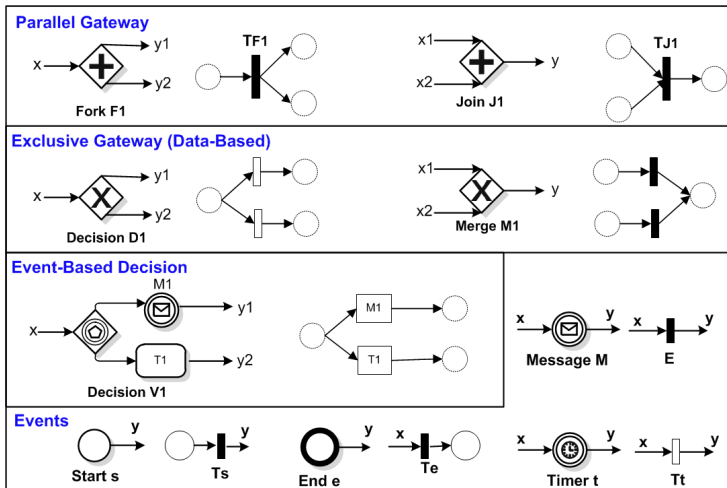 Parallel Gateway
x
y1
y2
Fork F1
TF1
x1
x2
y
Join J1
TJ1
Exclusive Gateway (Data-Based)
x
X
y1
y2
Decision D1
x1
x2
X
y
Merge M1
Event-Based Decision
M1
x
y1
T1
y2
Decision V1
M1
T1
x
y
Message M
x
y
E
Events
y
Start s
y
Ts
y
End e
x
Te
x
y
Timer t
x
y
Tt